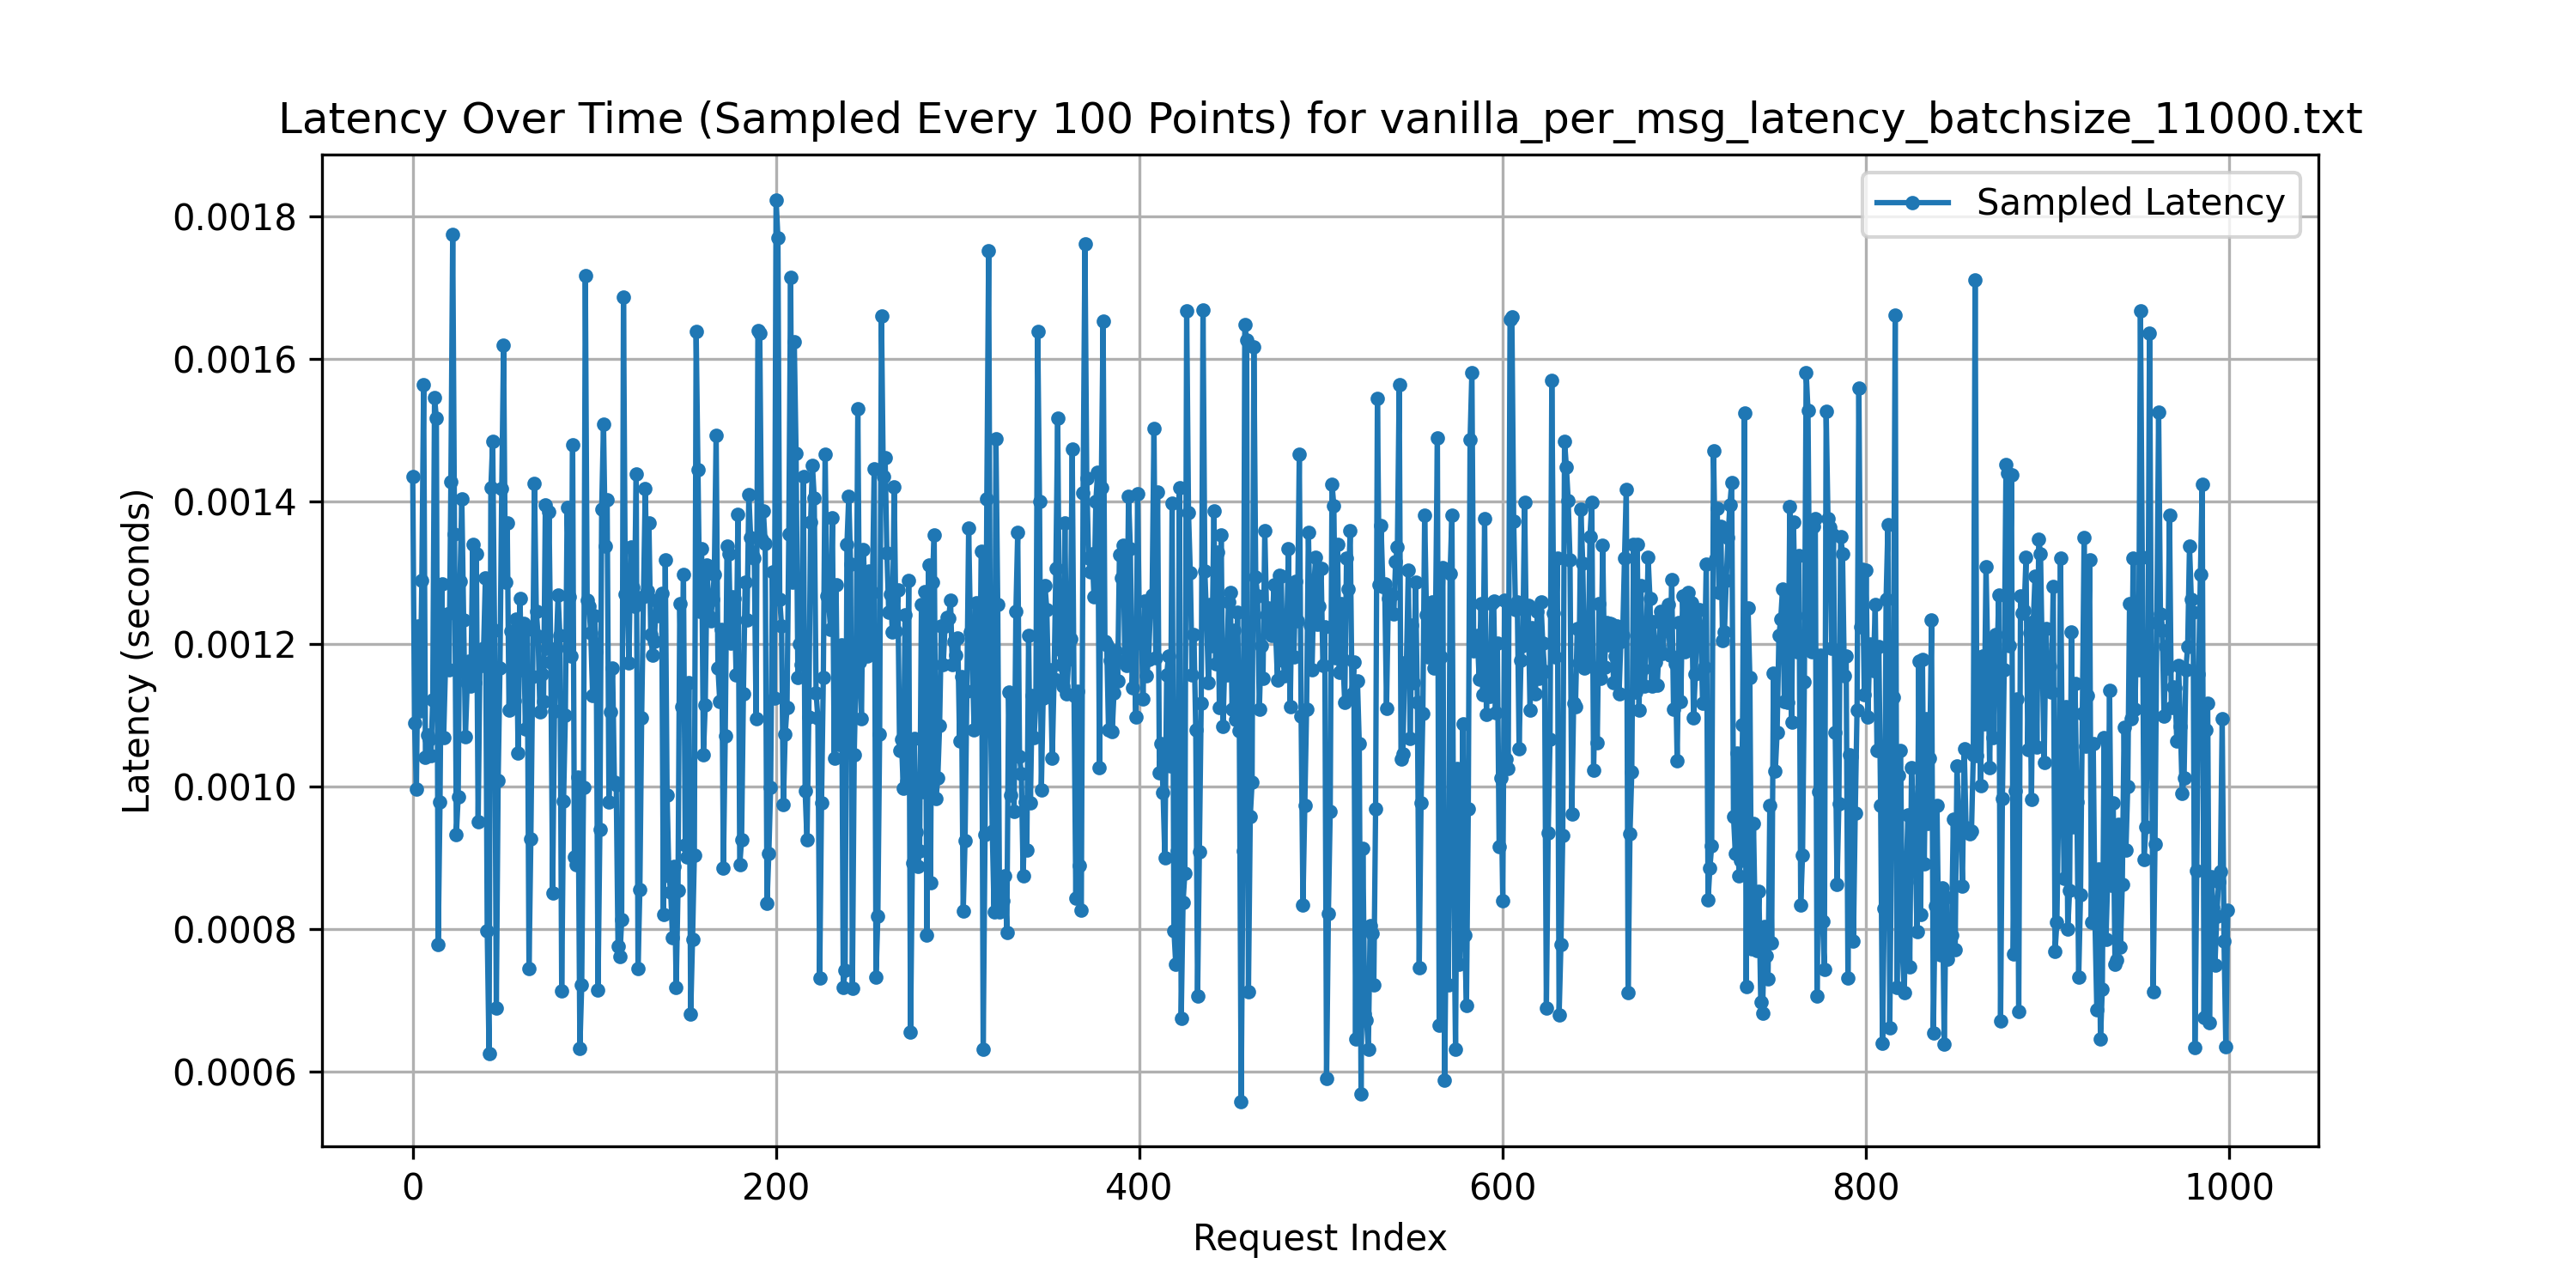 Latency Over Time (Sampled Every 100 Points) for vanilla_per_msg_latency_batchsize_11000.txt
Sampled Latency
Latency (seconds)
0.0018
0.0016
0.0014
0.0012
0.0010
0.0008
0.0006
0 200 400 600 800 1000
Request Index